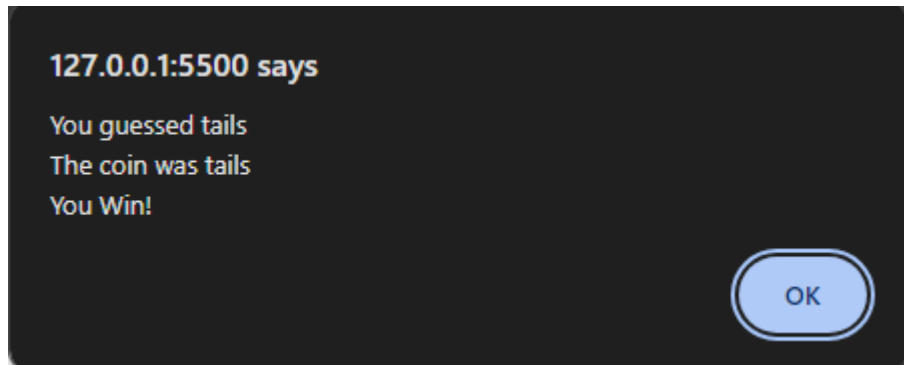 127.0.0.1:5500 says
You guessed tails
The coin was tails
You Win!
OK